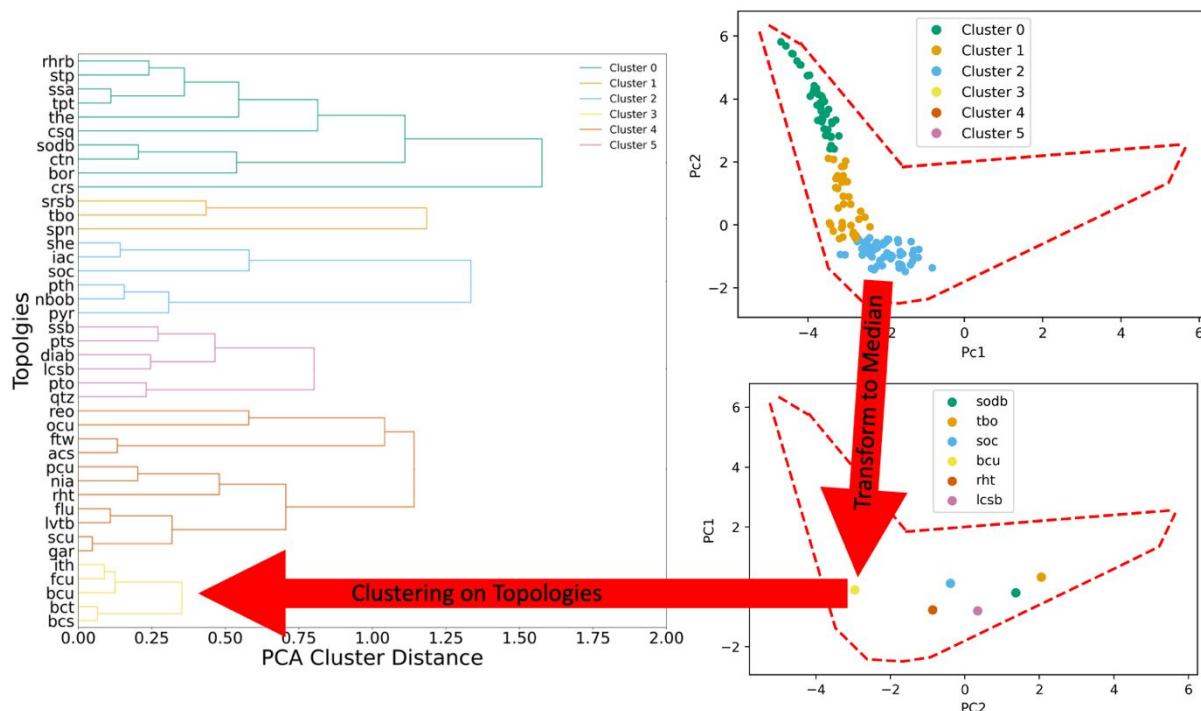 Topolgies
rhrb
stp
ssa
tpt
the
csq
sodb
ctn
bor
crs
srsb
tbo
spn
she
iac
soc
pth
nbob
pyr
ssb
pts
diab
lcsb
pto
qtz
reo
ocu
ftw
acs
pcu
nia
rht
flu
lvtb
scu
gar
ith
fcu
bcu
bct
bcs
Cluster 0
Cluster 1
Cluster 2
Cluster 3
Cluster 4
Cluster 5
0.00 0.25 0.50 0.75 1.00 1.25 1.50 1.75 2.00
PCA Cluster Distance
Clustering on Topologies
Pc2
6
4
2
0
−2
Cluster 0
Cluster 1
Cluster 2
Cluster 3
Cluster 4
Cluster 5
−4 −2 0 2 4 6
Pc1
Transform to Median
PC1
6
4
2
0
−2
sodb
tbo
soc
bcu
rht
lcsb
−4 −2 0 2 4 6
PC2